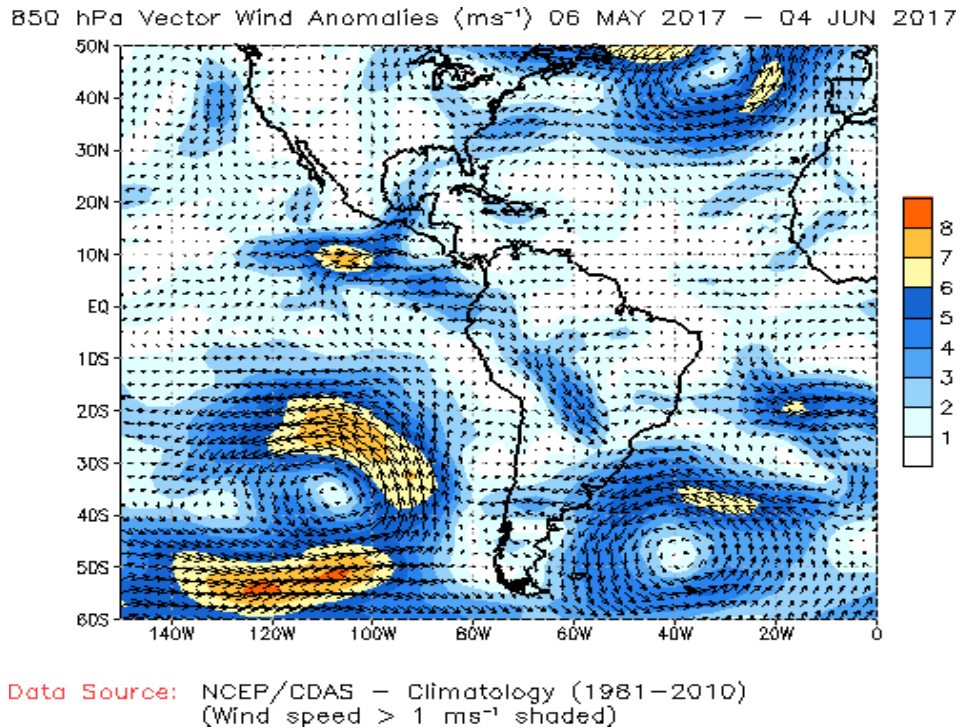 850 hPa Vector Wind Anomalies (ms⁻¹) 06 MAY 2017 – 04 JUN 2017
50N
40N
30N
20N
10N
EQ
10S
20S
30S
40S
50S
60S
140W 120W 100W 80W 60W 40W 20W 0
8
7
6
5
4
3
2
1
Data Source: NCEP/CDAS – Climatology (1981–2010)
(Wind speed > 1 ms⁻¹ shaded)